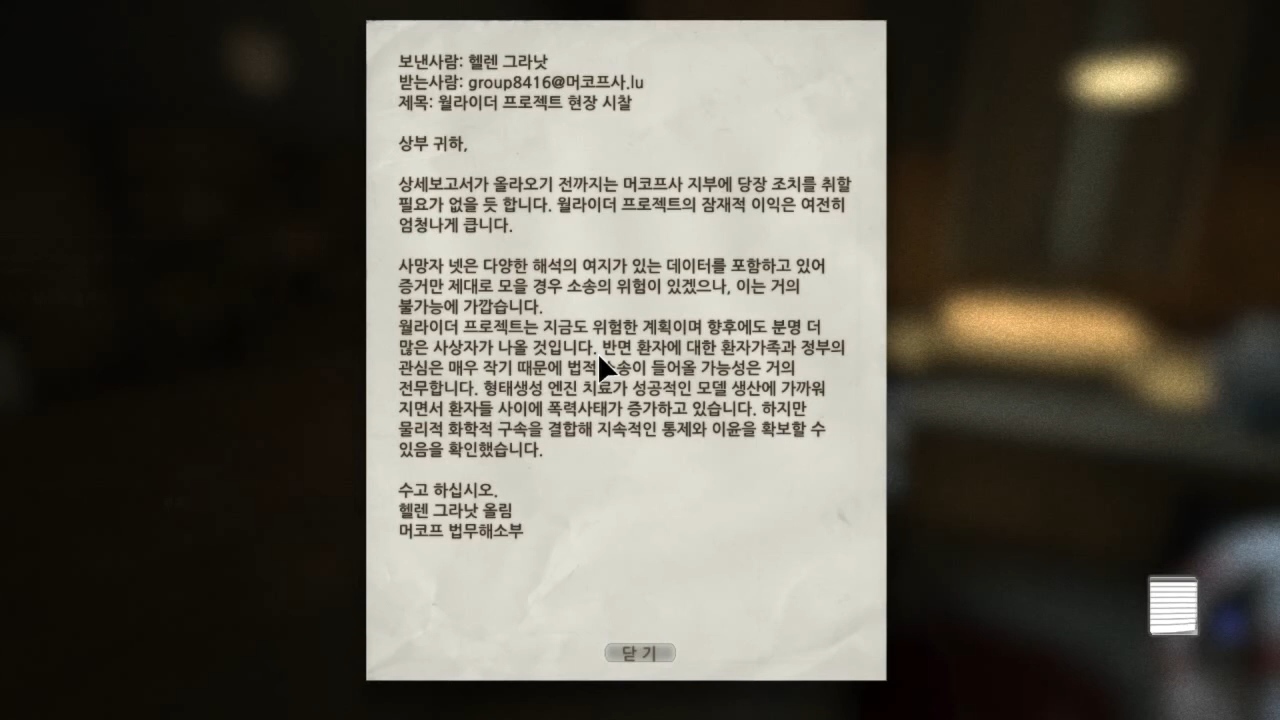 보낸사람: 헬렌 그라낫
받는사람: group8416@머코프사.lu
제목: 월라이더 프로젝트 현장 시찰
상부 귀하,
상세보고서가 올라오기 전까지는 머코프사 지부에 당장 조치를 취할
필요가 없을 듯 합니다. 월라이더 프로젝트의 잠재적 이익은 여전히
엄청나게 큽니다.
사망자 넷은 다양한 해석의 여지가 있는 데이터를 포함하고 있어
증거만 제대로 모을 경우 소송의 위험이 있겠으나, 이는 거의
불가능에 가깝습니다.
월라이더 프로젝트는 지금도 위험한 계획이며 향후에도 분명 더
많은 사상자가 나올 것입니다. 반면 환자에 대한 환자가족과 정부의
관심은 매우 작기 때문에 법적 소송이 들어올 가능성은 거의
전무합니다. 형태생성 엔진 치료가 성공적인 모델 생산에 가까워
지면서 환자들 사이에 폭력사태가 증가하고 있습니다. 하지만
물리적 화학적 구속을 결합해 지속적인 통제와 이윤을 확보할 수
있음을 확인했습니다.
수고 하십시오.
헬렌 그라낫 올림
머코프 법무해소부
닫 기